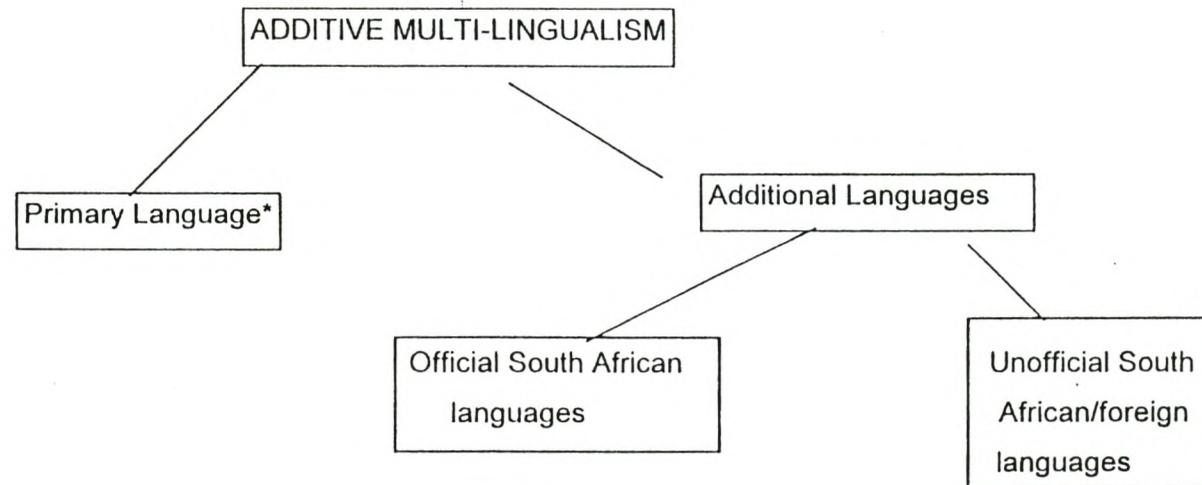 ADDITIVE MULTI-LINGUALISM
Primary Language*
Additional Languages
Official South African
languages
Unofficial South
African/foreign
languages